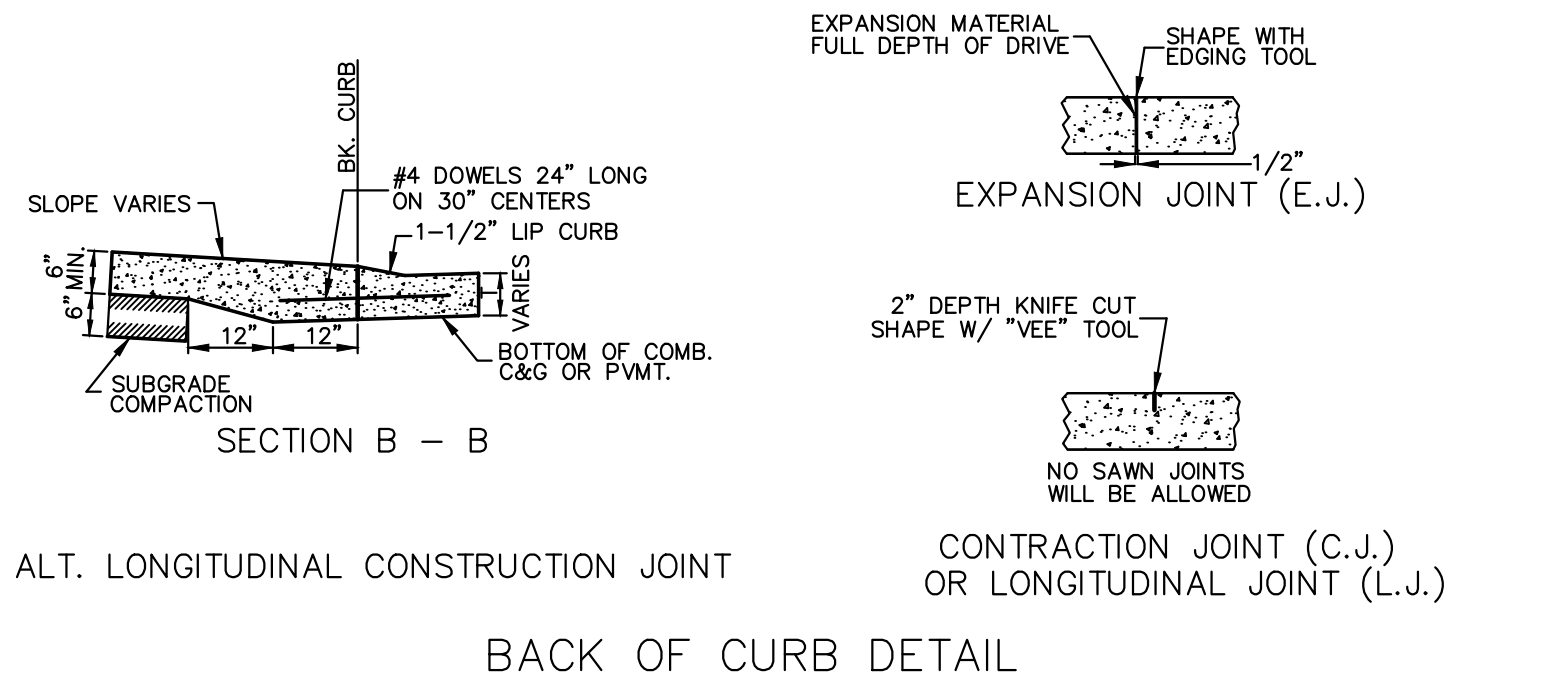 BK. CURB
#4 DOWELS 24” LONG
ON 30” CENTERS
SLOPE VARIES
1–1/2” LIP CURB
6”
6” MIN.
12”
12”
VARIES
BOTTOM OF COMB.
C&G OR PVMT.
SUBGRADE
COMPACTION
SECTION B – B
ALT. LONGITUDINAL CONSTRUCTION JOINT
EXPANSION MATERIAL
FULL DEPTH OF DRIVE
SHAPE WITH
EDGING TOOL
1/2”
EXPANSION JOINT (E.J.)
2” DEPTH KNIFE CUT
SHAPE W/ ”VEE” TOOL
NO SAWN JOINTS
WILL BE ALLOWED
CONTRACTION JOINT (C.J.)
OR LONGITUDINAL JOINT (L.J.)
BACK OF CURB DETAIL